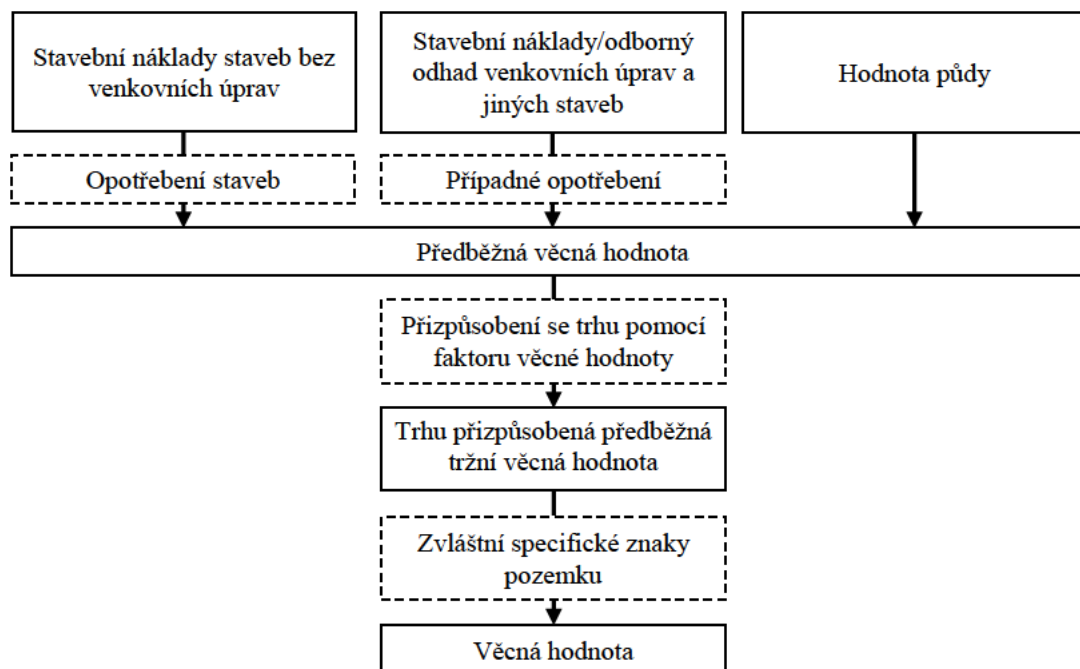 Stavební náklady staveb bez
venkovních úprav
Stavební náklady/odborný
odhad venkovních úprav a
jiných staveb
Hodnota půdy
Opotřebení staveb
Případné opotřebení
Předběžná věcná hodnota
Přizpůsobení se trhu pomocí
faktoru věcné hodnoty
Trhu přizpůsobená předběžná
tržní věcná hodnota
Zvláštní specifické znaky
pozemku
Věcná hodnota